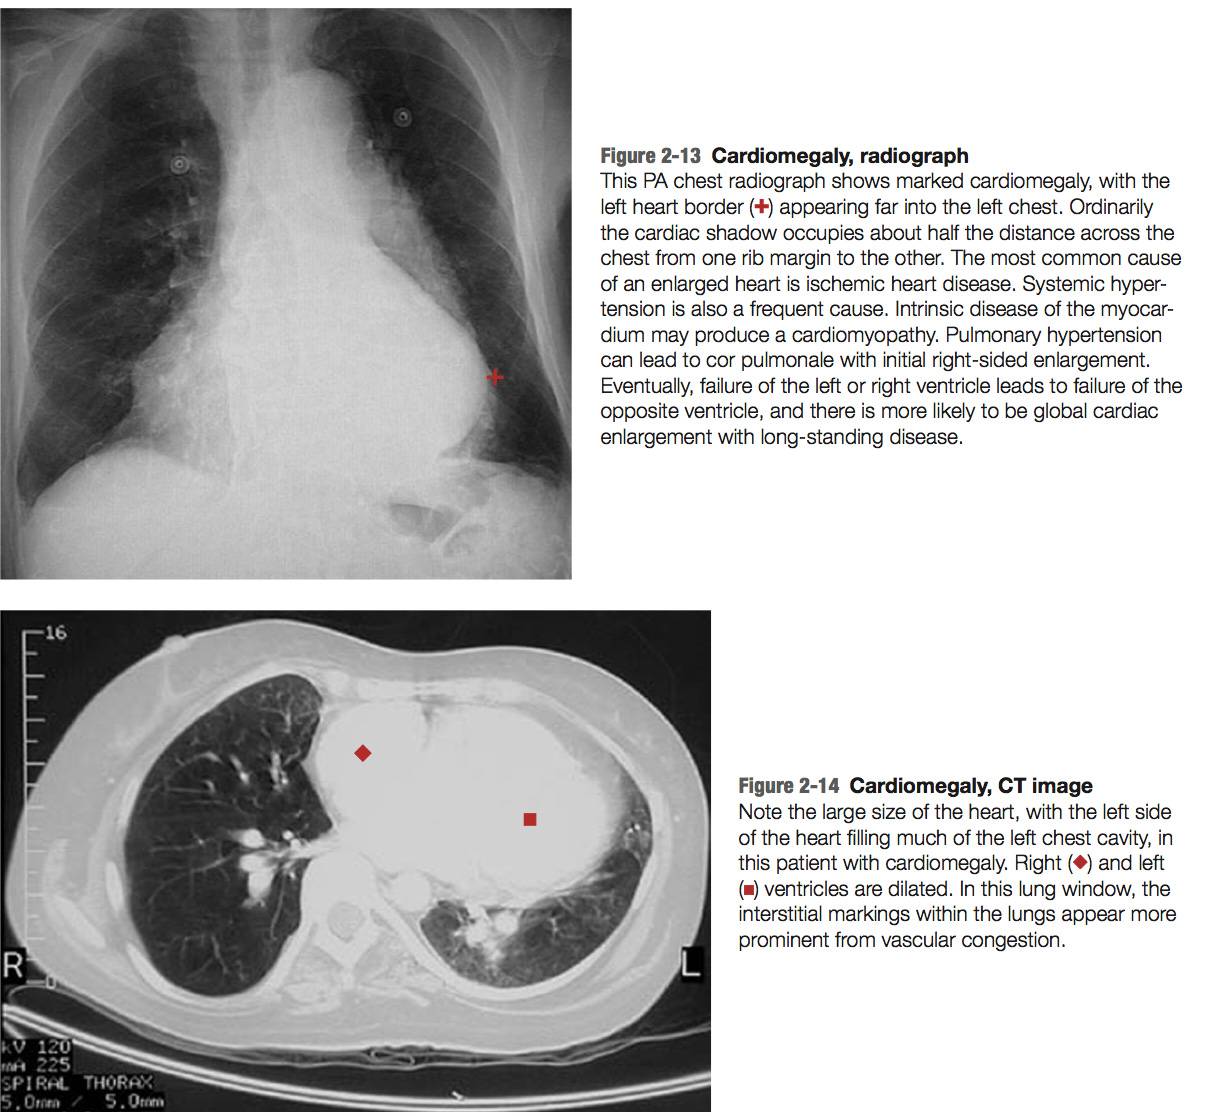 Figure 2-13 Cardiomegaly, radiograph
This PA chest radiograph shows marked cardiomegaly, with the
left heart border (+) appearing far into the left chest. Ordinarily
the cardiac shadow occupies about half the distance across the
chest from one rib margin to the other. The most common cause
of an enlarged heart is ischemic heart disease. Systemic hyper-
tension is also a frequent cause. Intrinsic disease of the myocar-
dium may produce a cardiomyopathy. Pulmonary hypertension
can lead to cor pulmonale with initial right-sided enlargement.
Eventually, failure of the left or right ventricle leads to failure of the
opposite ventricle, and there is more likely to be global cardiac
enlargement with long-standing disease.
16
Figure 2-14 Cardiomegaly, CT image
Note the large size of the heart, with the left side
of the heart filling much of the left chest cavity, in
this patient with cardiomegaly. Right (◆) and left
(■) ventricles are dilated. In this lung window, the
interstitial markings within the lungs appear more
prominent from vascular congestion.
R
0
L
kV 120
mA 225
SPIRAL THORAX
5.0mm / 5.0mm